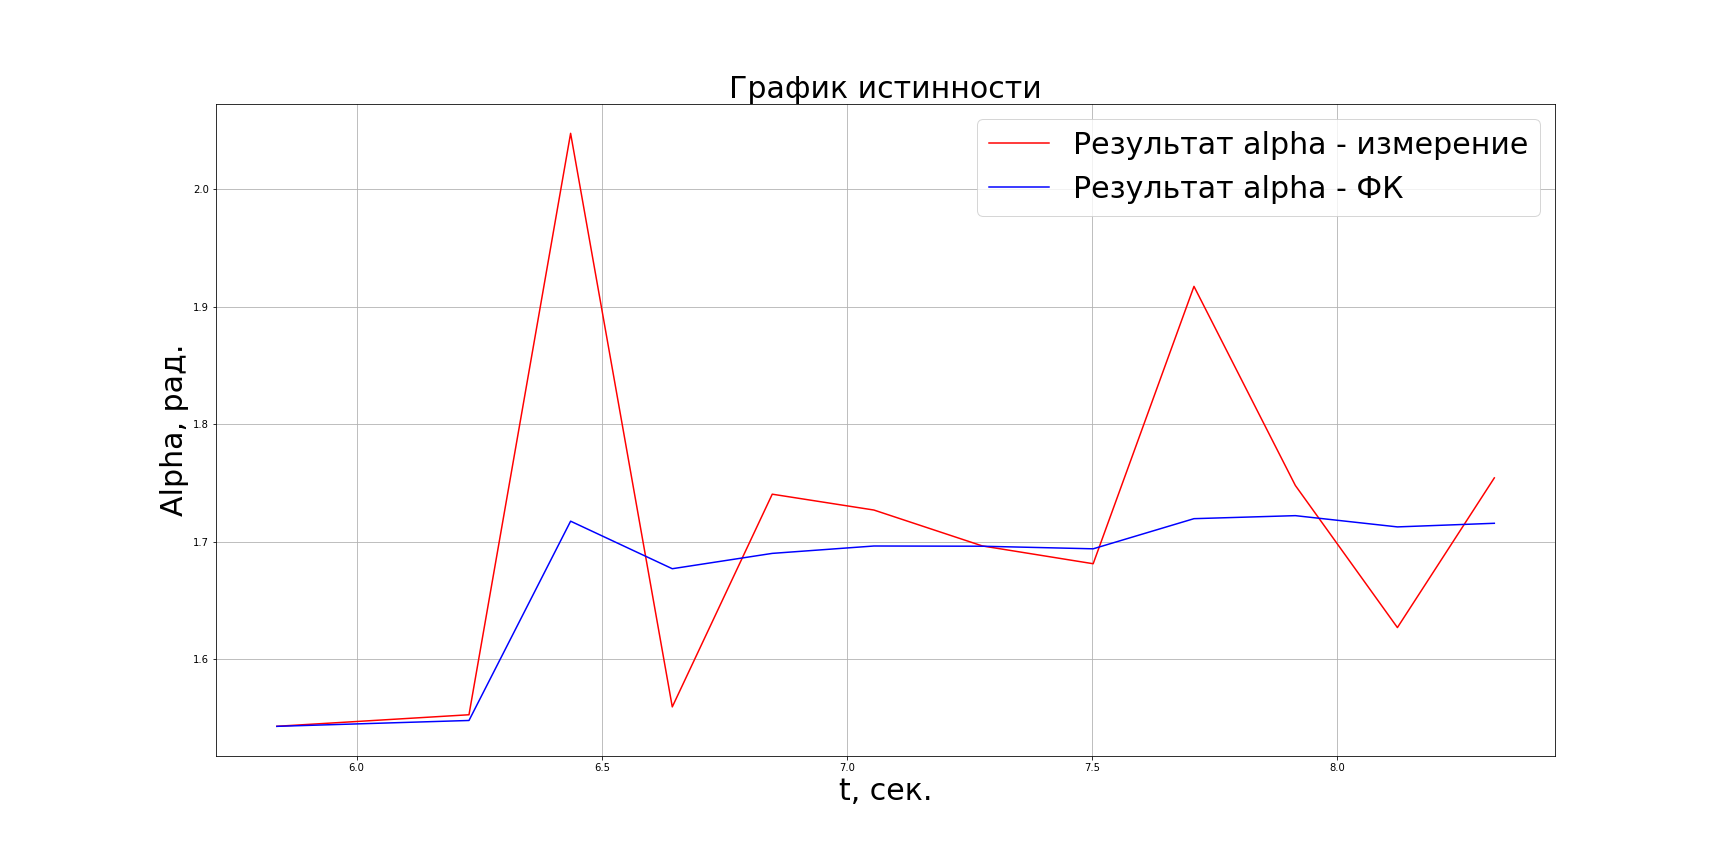 График истинности
Результат alpha - измерение
Результат alpha - ФК
2.0
1.9
1.8
1.7
1.6
Alpha, рад.
6.0 6.5 7.0 7.5 8.0
t, сек.